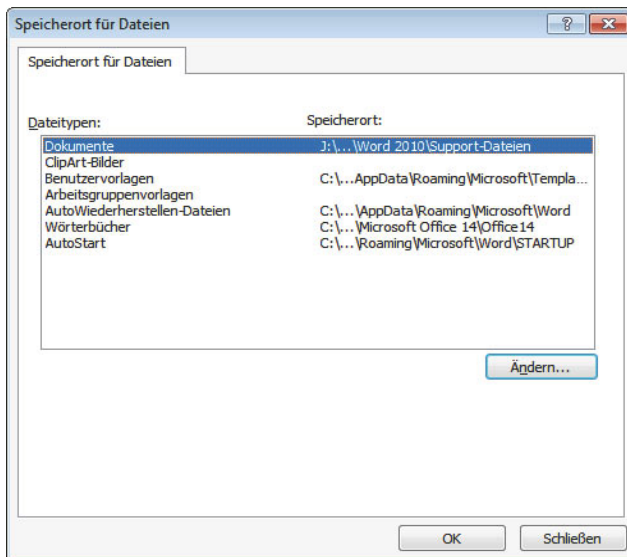 Speicherort für Dateien
Speicherort für Dateien
Dateitypen: Speicherort:
Dokumente J:\...\Word 2010\Support-Dateien
ClipArt-Bilder
Benutzervorlagen C:\...AppData\Roaming\Microsoft\Templa...
Arbeitsgruppenvorlagen
AutoWiederherstellen-Dateien C:\...\AppData\Roaming\Microsoft\Word
Wörterbücher C:\...\Microsoft Office 14\Office14
AutoStart C:\...\Roaming\Microsoft\Word\STARTUP
Ändern...
OK Schließen